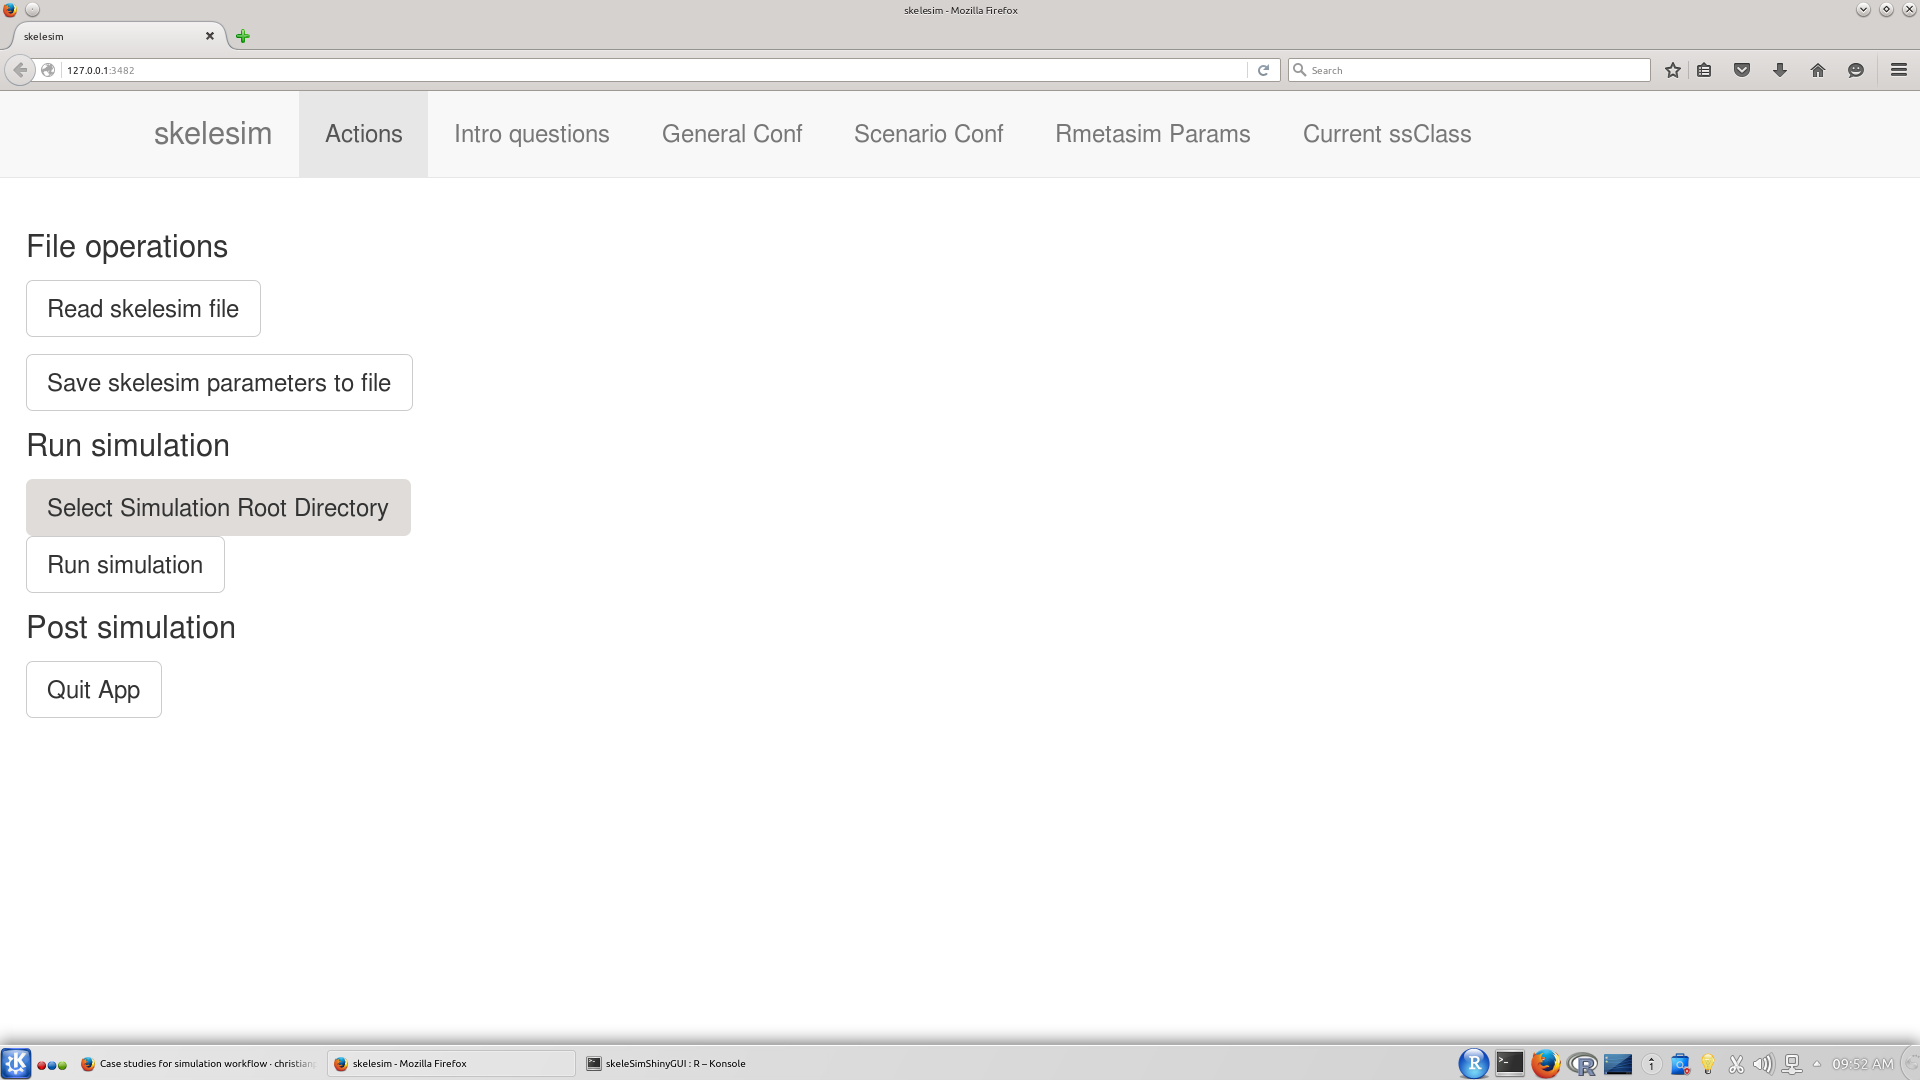 skelesim - Mozilla Firefox
skelesim
127.0.0.1:3482
Search
skelesim Actions Intro questions General Conf Scenario Conf Rmetasim Params Current ssClass
File operations
Read skelesim file
Save skelesim parameters to file
Run simulation
Select Simulation Root Directory
Run simulation
Post simulation
Quit App
Case studies for simulation workflow · christian
skelesim - Mozilla Firefox
skeleSimShinyGUI : R – Konsole
09:52 AM